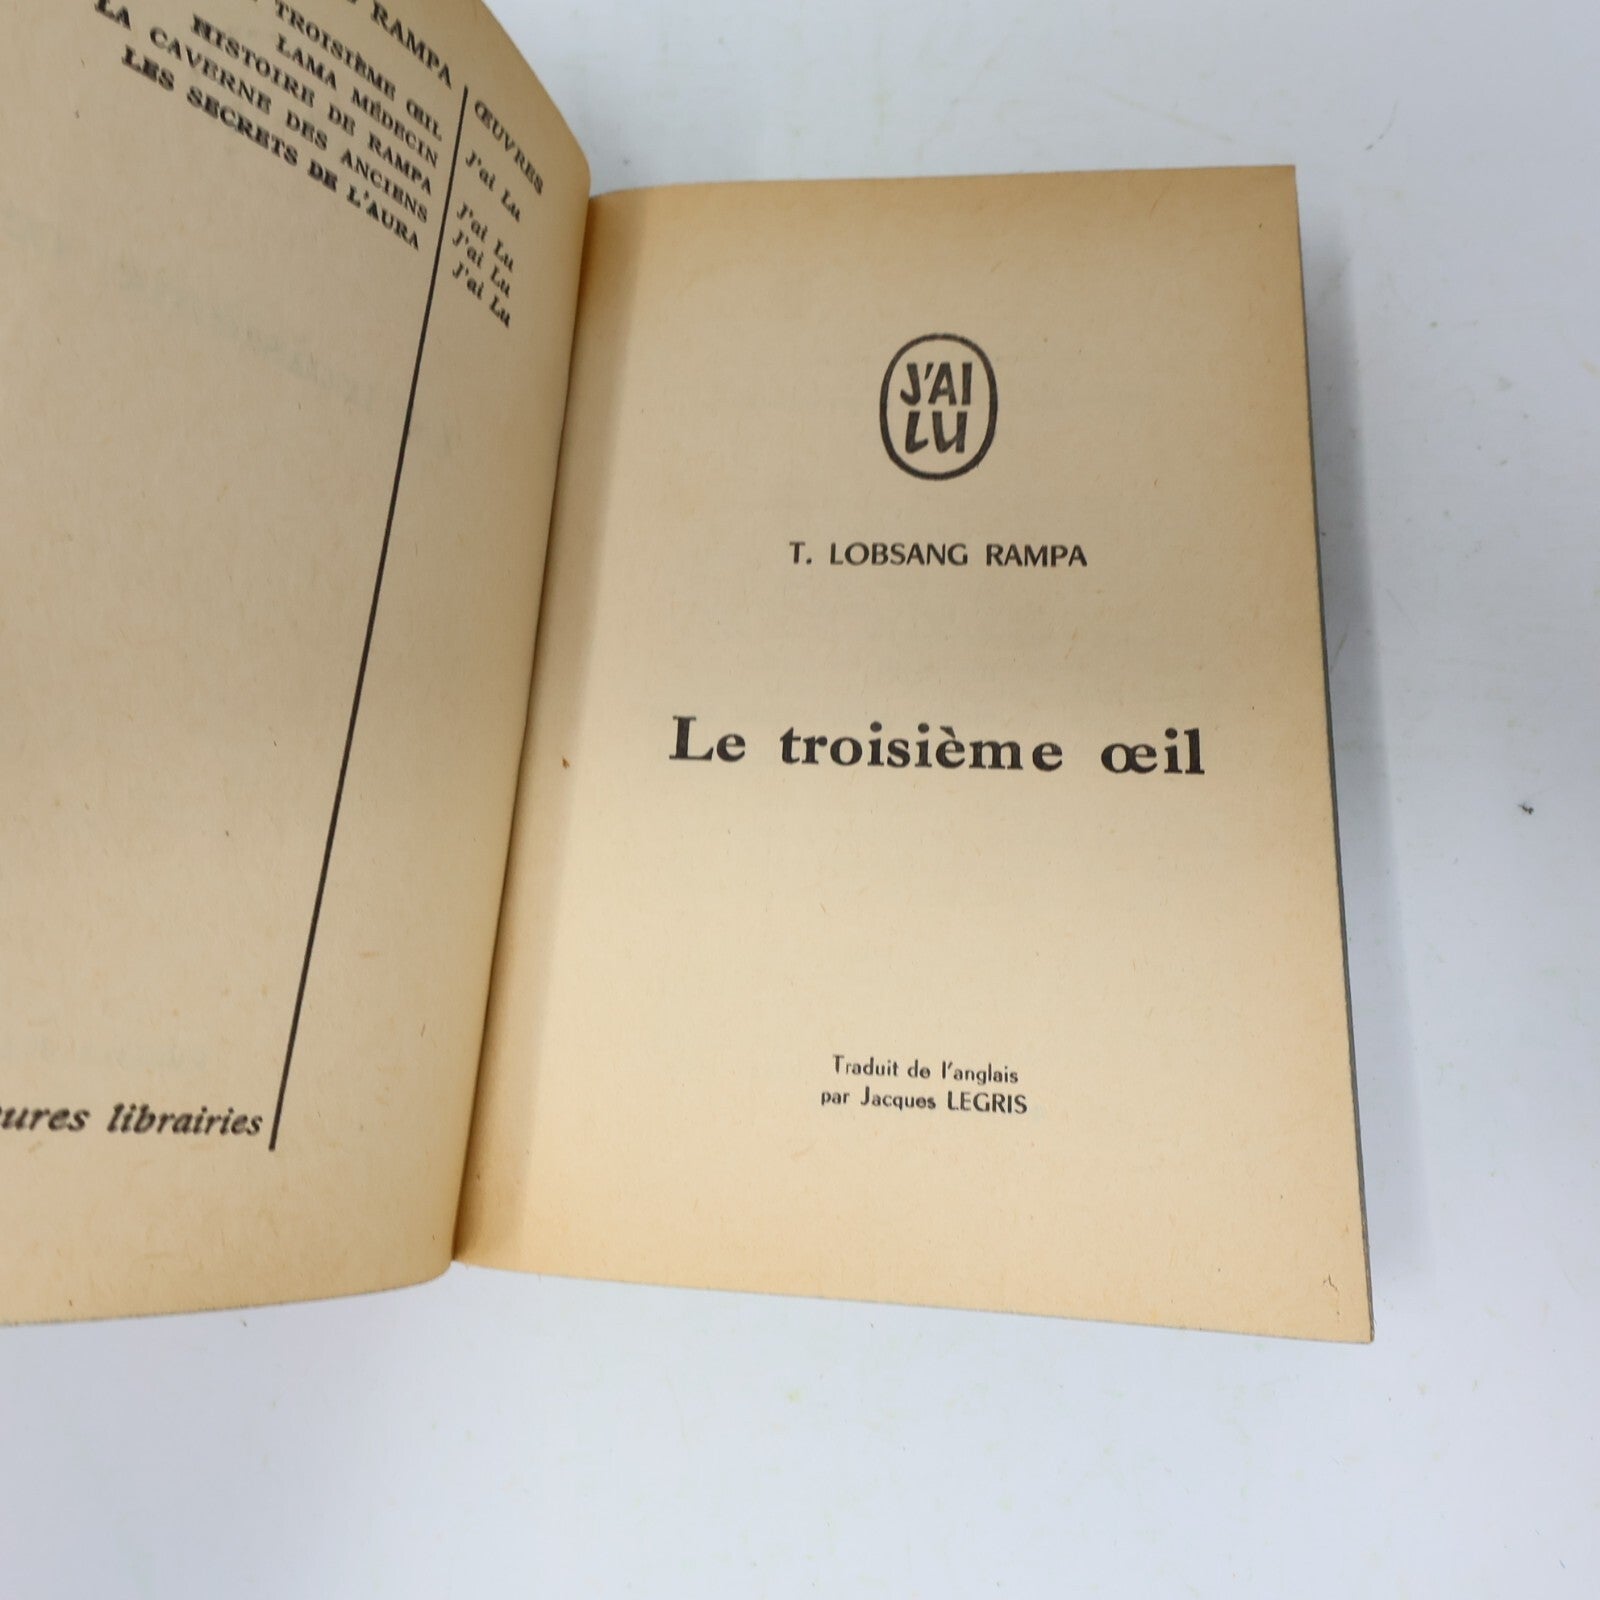 RAMPA
TROISIÈME ŒIL
LAMA MÉDECIN
HISTOIRE DE RAMPA
LA CAVERNE DES ANCIENS
LES SECRETS DE L'AURA
librairies
ŒUVRES
J'ai Lu
J'ai Lu
J'ai Lu
J'ai Lu
J'AI
LU
T. LOBSANG RAMPA
Le troisième œil
Traduit de l'anglais
par Jacques LEGRIS